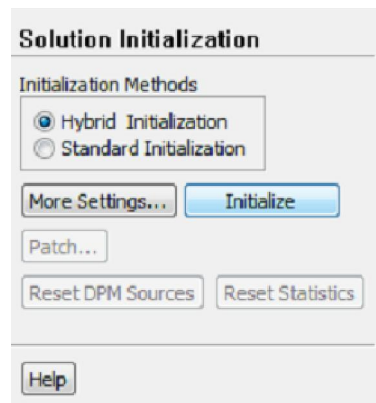 Solution Initialization
Initialization Methods
Hybrid Initialization
Standard Initialization
More Settings... Initialize
Patch...
Reset DPM Sources Reset Statistics
Help